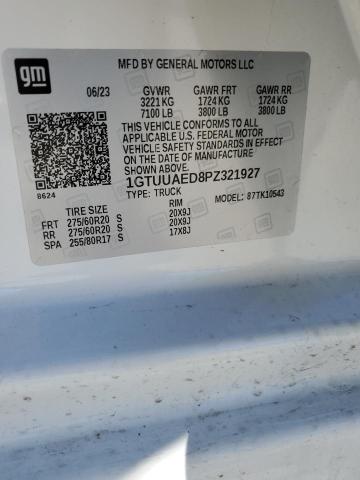 gm
MFD BY GENERAL MOTORS LLC
06/23 GVWR GAWR FRT GAWR RR
3221 KG 1724 KG 1724 KG
7100 LB 3800 LB 3800 LB
THIS VEHICLE CONFORMS TO ALL
APPLICABLE U.S. FEDERAL MOTOR
VEHICLE SAFETY STANDARDS IN
EFFECT ON THE DATE OF MANUFACTURE
SHOWN ABOVE.
1GTUUAED8PZ321927
8624 TYPE: TRUCK MODEL: 87TK10543
TIRE SIZE RIM
FRT 275/60R20 S 20X9J
RR 275/60R20 S 20X9J
SPA 255/80R17 S 17X8J